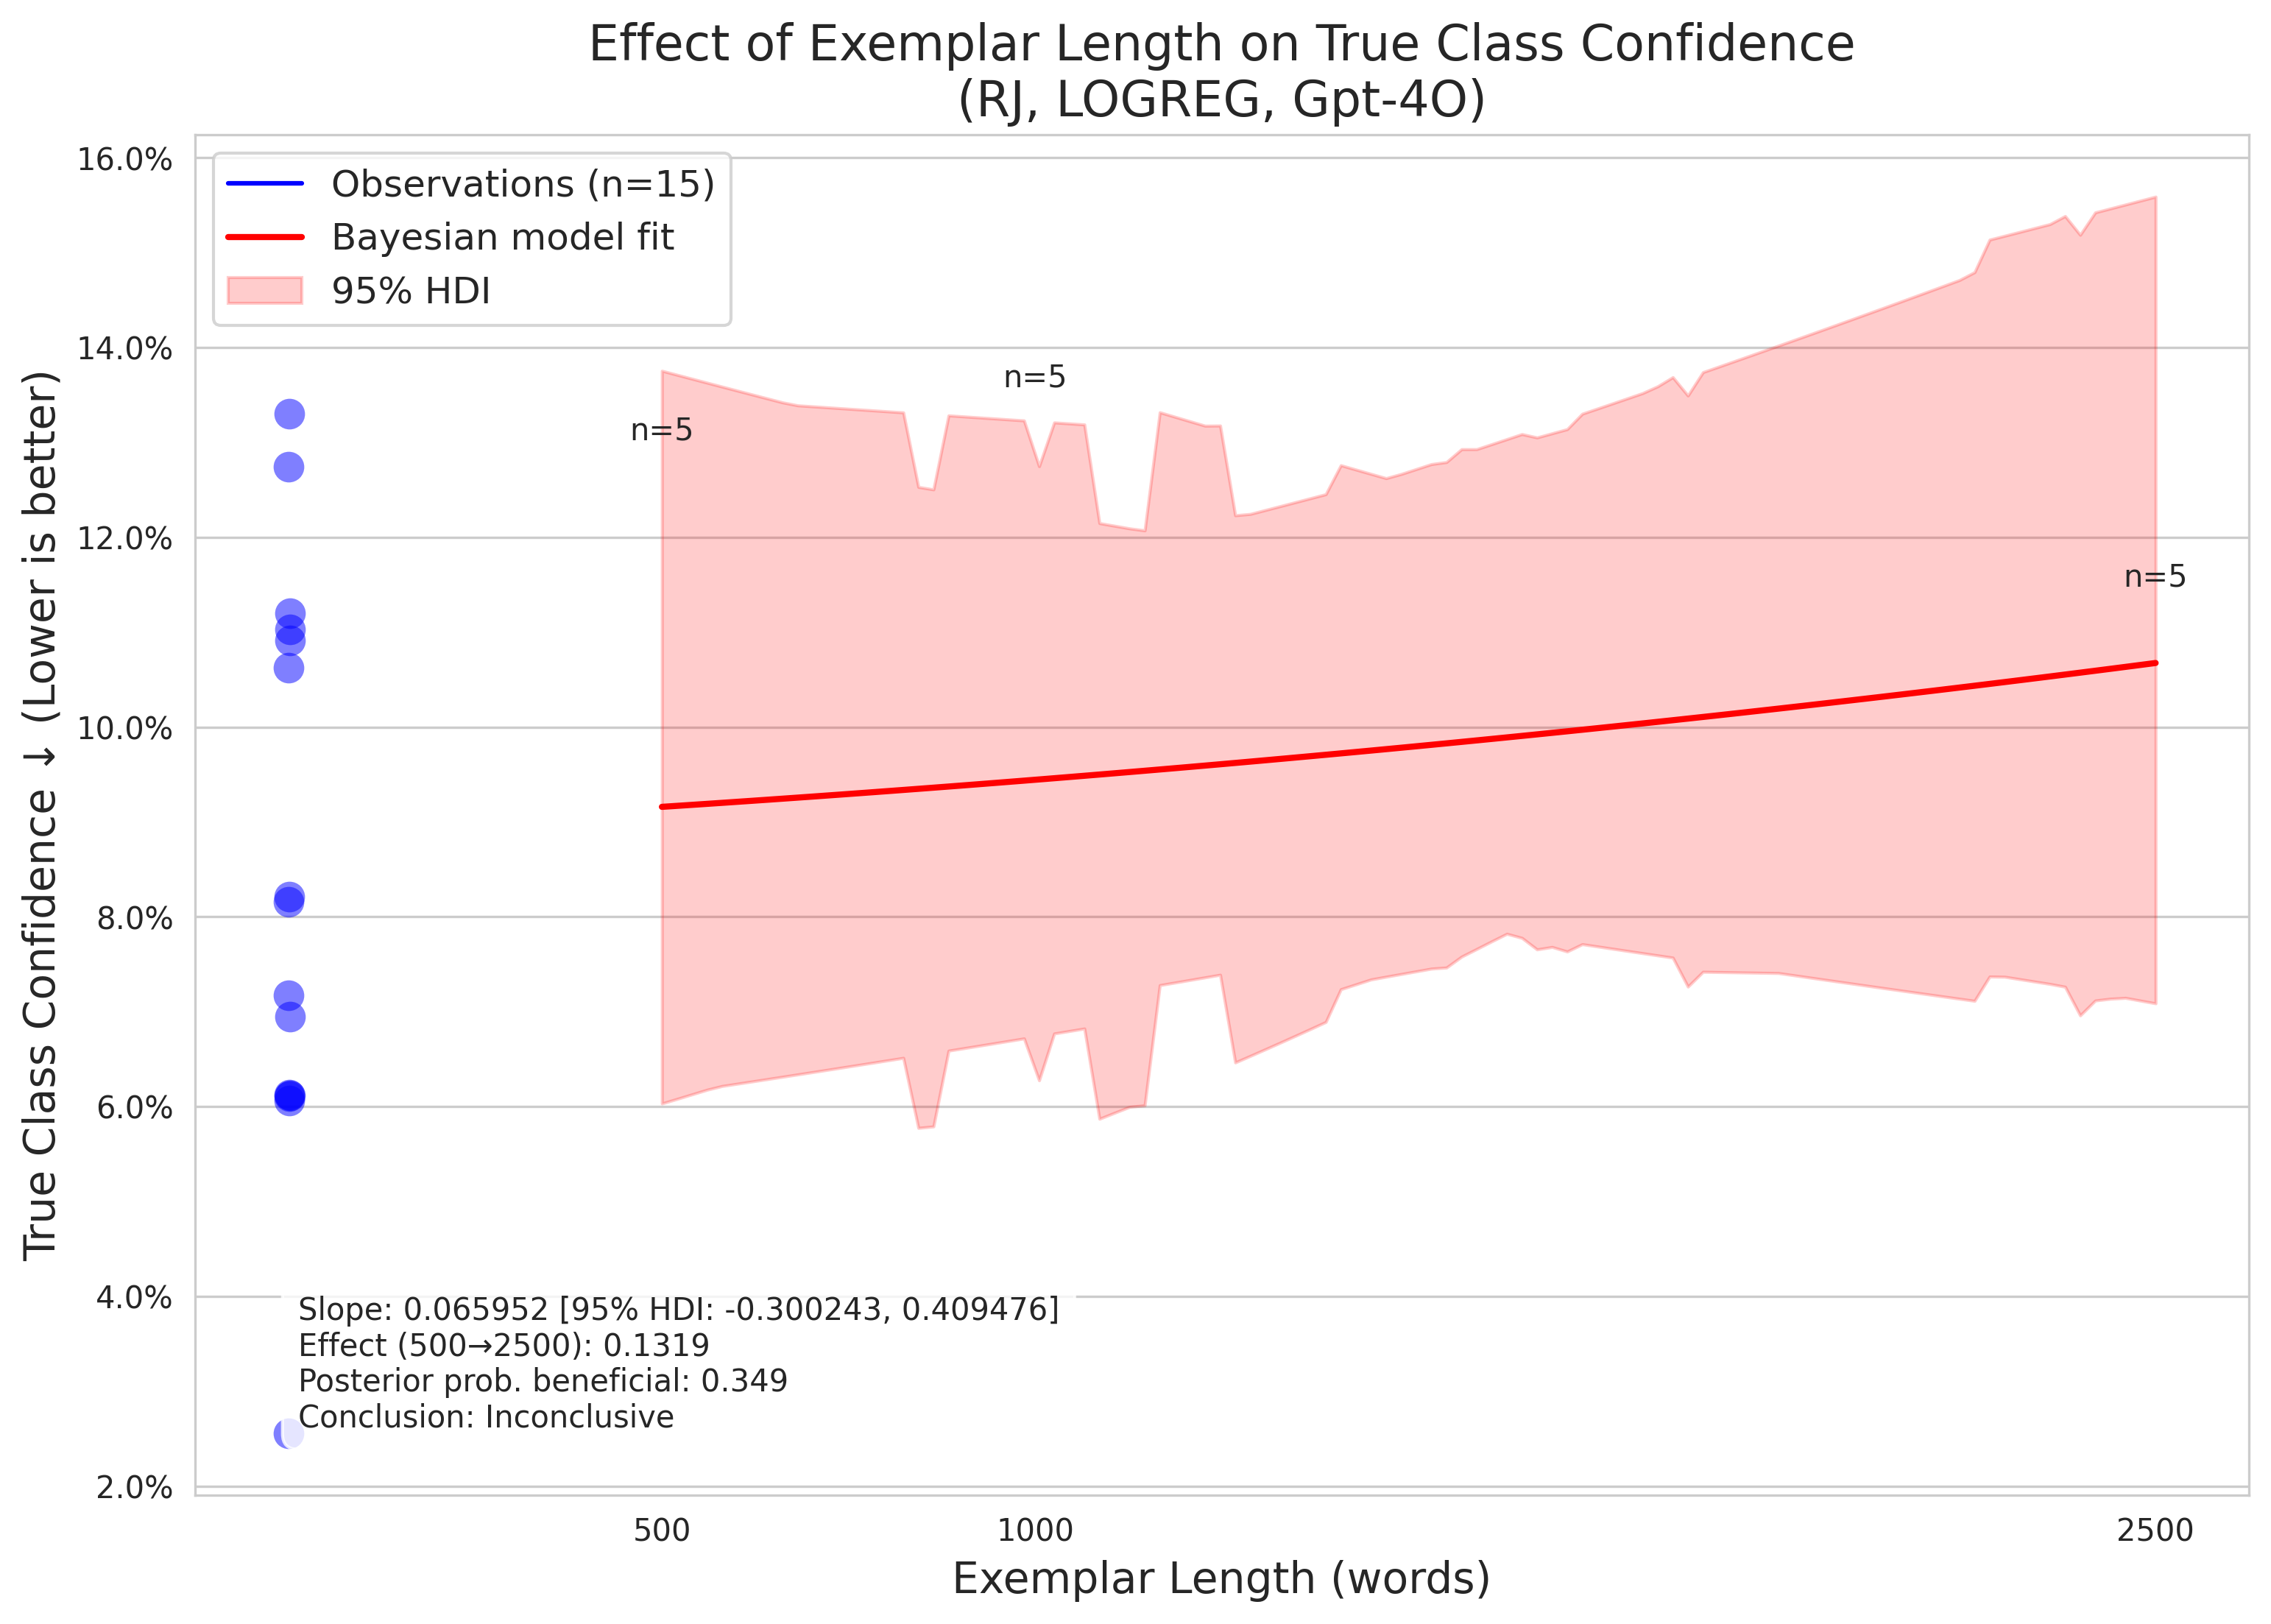 Effect of Exemplar Length on True Class Confidence
(RJ, LOGREG, Gpt-4O)
True Class Confidence ↓ (Lower is better)
16.0%
14.0%
12.0%
10.0%
8.0%
6.0%
4.0%
2.0%
Observations (n=15)
Bayesian model fit
95% HDI
n=5
n=5
n=5
Slope: 0.065952 [95% HDI: -0.300243, 0.409476]
Effect (500→2500): 0.1319
Posterior prob. beneficial: 0.349
Conclusion: Inconclusive
500
1000
2500
Exemplar Length (words)